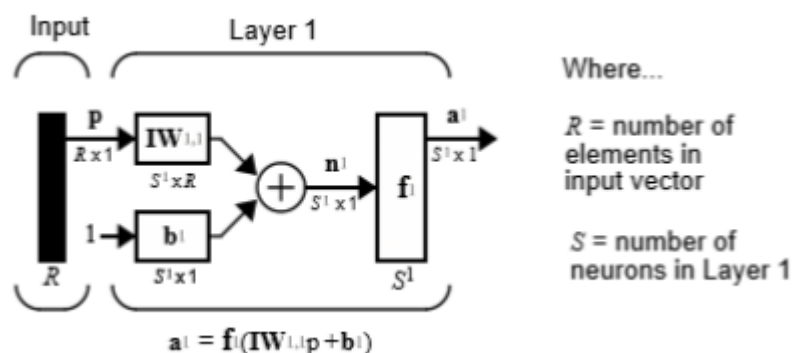 Input
Layer 1
Where...
p
R x 1
IW1,1
S1 x R
1
b1
S1 x 1
+
n1
S1 x 1
f1
a1
S1 x 1
R
S1
R = number of
elements in
input vector
S = number of
neurons in Layer 1
a1 = f1(IW1,1p +b1)